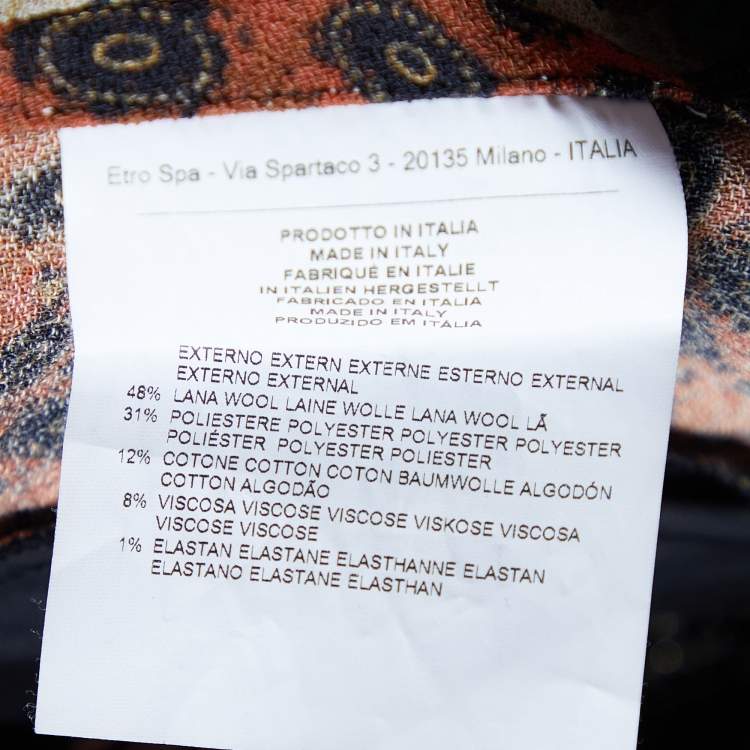 Etro Spa - Via Spartaco 3 - 20135 Milano - ITALIA
PRODOTTO IN ITALIA
MADE IN ITALY
FABRIQUÉ EN ITALIE
IN ITALIEN HERGESTELLT
FABRICADO EN ITALIA
MADE IN ITALY
PRODUZIDO EM ITÁLIA
EXTERNO EXTERN EXTERNE ESTERNO EXTERNAL
EXTERNO EXTERNAL
48% LANA WOOL LAINE WOLLE LANA WOOL LÃ
31% POLIESTERE POLYESTER POLYESTER POLYESTER
POLIÉSTER POLYESTER POLIESTER
12% COTONE COTTON COTON BAUMWOLLE ALGODÓN
COTTON ALGODÃO
8% VISCOSA VISCOSE VISCOSE VISKOSE VISCOSA
VISCOSE VISCOSE
1% ELASTAN ELASTANE ELASTHANNE ELASTAN
ELASTANO ELASTANE ELASTHAN